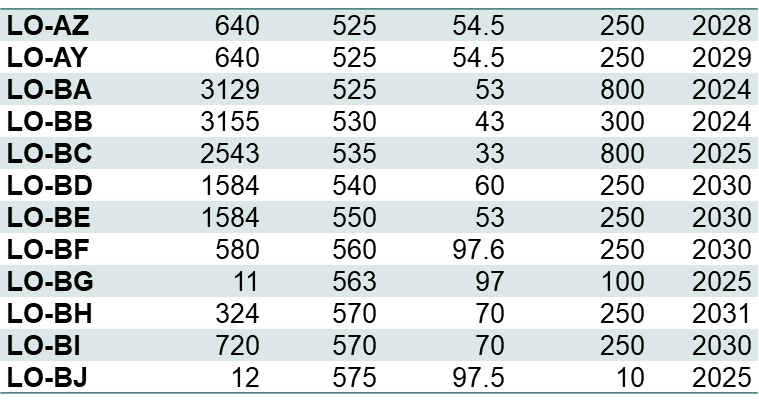 LO-AZ 640 525 54.5 250 2028
LO-AY 640 525 54.5 250 2029
LO-BA 3129 525 53 800 2024
LO-BB 3155 530 43 300 2024
LO-BC 2543 535 33 800 2025
LO-BD 1584 540 60 250 2030
LO-BE 1584 550 53 250 2030
LO-BF 580 560 97.6 250 2030
LO-BG 11 563 97 100 2025
LO-BH 324 570 70 250 2031
LO-BI 720 570 70 250 2030
LO-BJ 12 575 97.5 10 2025